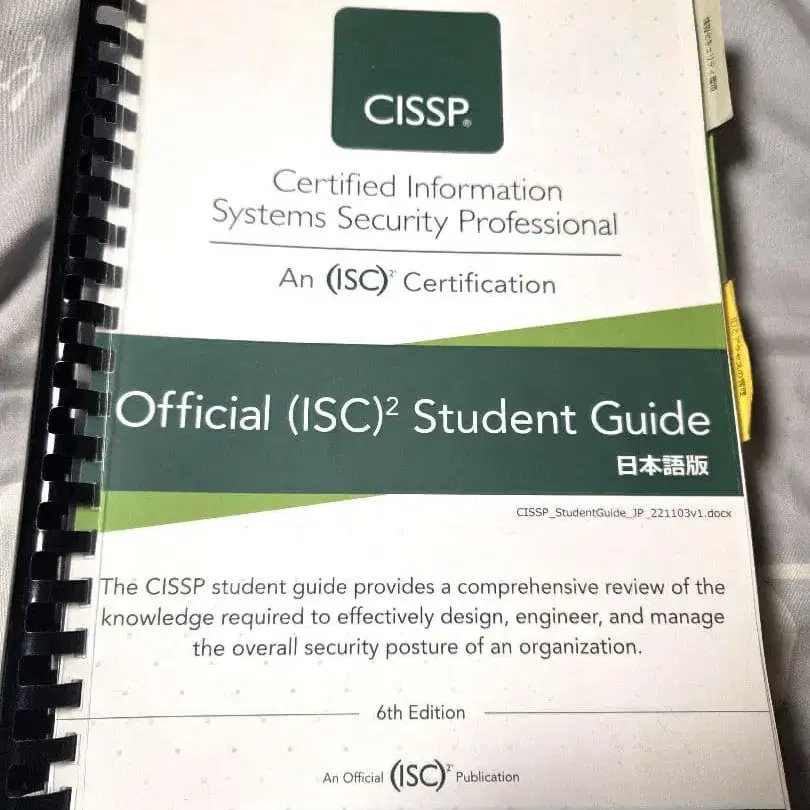 CISSP®
Certified Information
Systems Security Professional
An (ISC)² Certification
Official (ISC)² Student Guide
日本語版
CISSP_StudentGuide_JP_221103v1.docx
The CISSP student guide provides a comprehensive review of the
knowledge required to effectively design, engineer, and manage
the overall security posture of an organization.
6th Edition
An Official (ISC)²® Publication